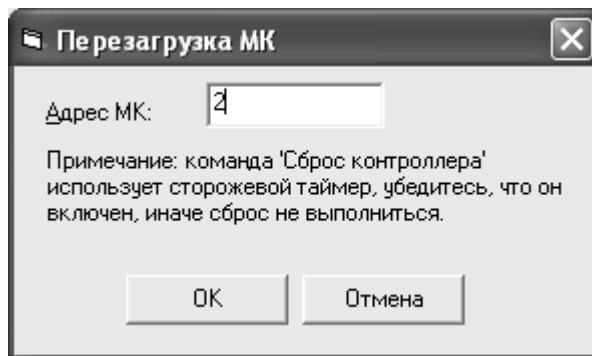 Перезагрузка МК
Адрес МК: 2
Примечание: команда 'Сброс контроллера'
использует сторожевой таймер, убедитесь, что он
включен, иначе сброс не выполниться.
OK Отмена